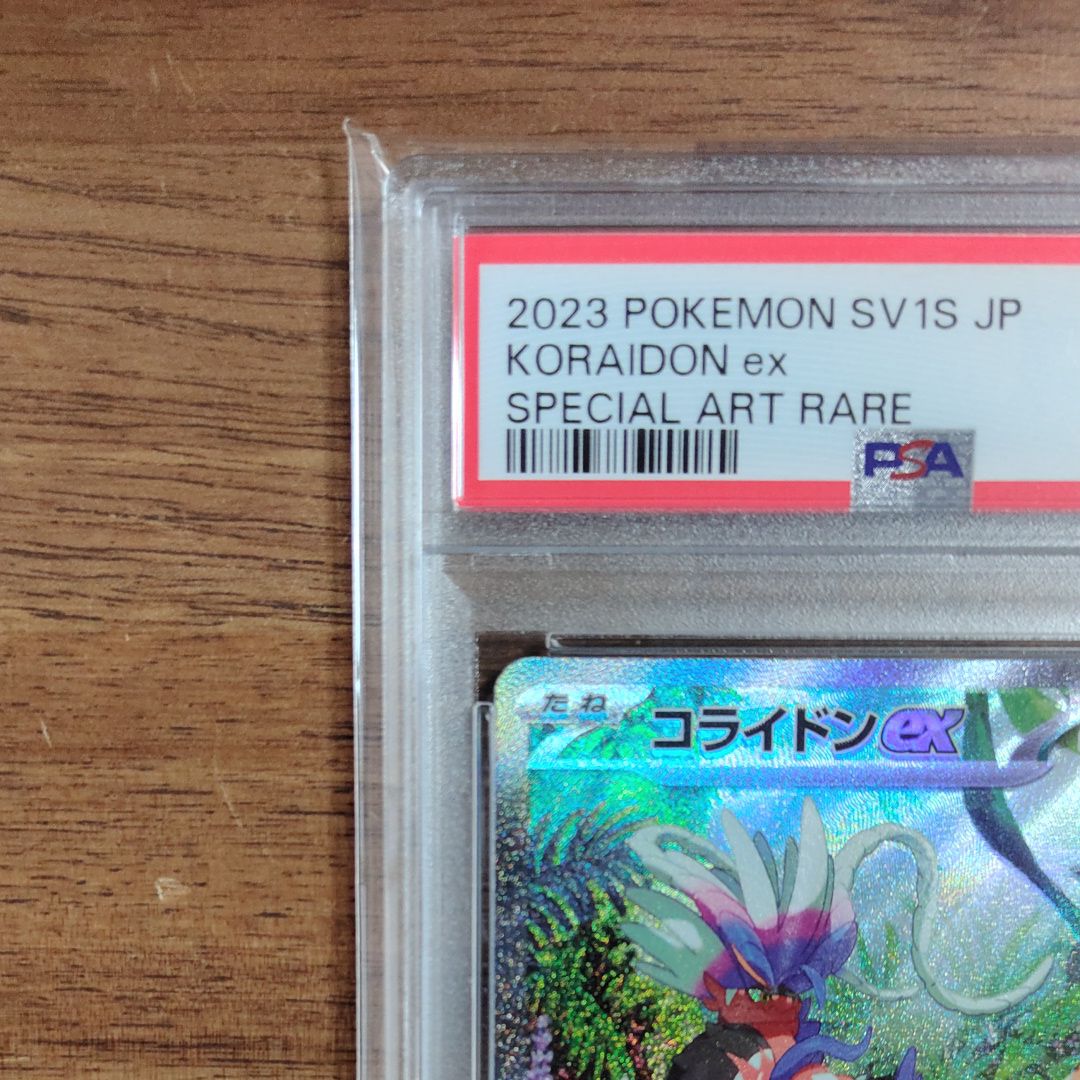 2023 POKEMON SV1S JP
KORAIDON ex
SPECIAL ART RARE
PSA
たね
コライドンex